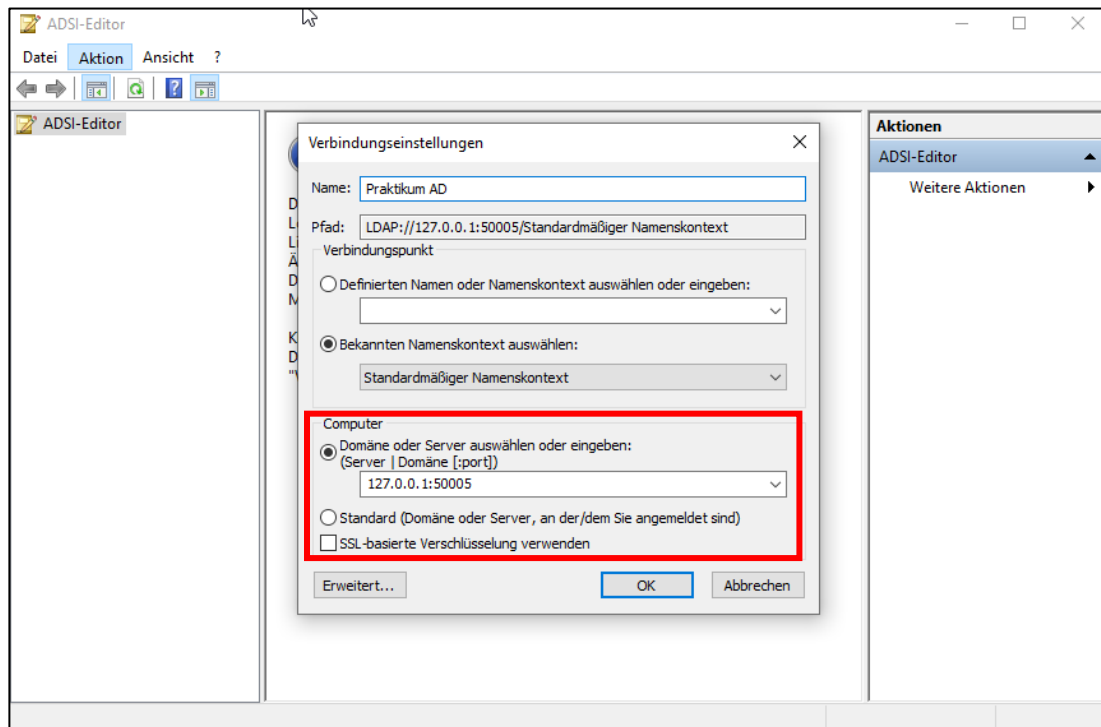 ADSI-Editor
Datei Aktion Ansicht ?
ADSI-Editor
Verbindungseinstellungen
Name: Praktikum AD
Pfad: LDAP://127.0.0.1:50005/Standardmäßiger Namenskontext
Verbindungspunkt
Definierten Namen oder Namenskontext auswählen oder eingeben:
Bekannten Namenskontext auswählen:
Standardmäßiger Namenskontext
Computer
Domäne oder Server auswählen oder eingeben:
(Server | Domäne [:port])
127.0.0.1:50005
Standard (Domäne oder Server, an der/dem Sie angemeldet sind)
SSL-basierte Verschlüsselung verwenden
Erweitert... OK Abbrechen
Aktionen
ADSI-Editor
Weitere Aktionen